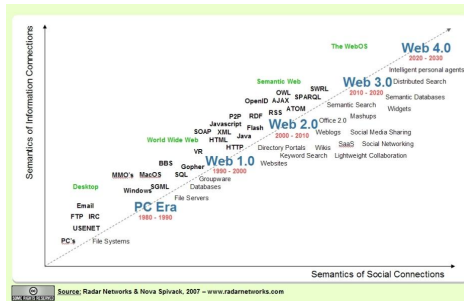 Semantics of Information Connections
The WebOS
Web 4.0
2020 - 2030
Intelligent personal agents
Semantic Web
SWRL
Web 3.0
2010 - 2020
Distributed Search
OWL
OpenID AJAX SPARQL
Semantic Databases
ATOM
Semantic Search
Widgets
P2P RDF RSS
Mashups
Javascript Flash
Web 2.0
2000 - 2010
Office 2.0
SOAP XML Java
Weblogs Social Media Sharing
World Wide Web
HTML
HTTP
Directory Portals Wikis
SaaS Social Networking
VR
Keyword Search Lightweight Collaboration
BBS Gopher
Web 1.0
1990 - 2000
Websites
MMO's MacOS SQL
Groupware
Desktop
Windows SGML
Databases
File Servers
Email
PC Era
1980 - 1990
FTP IRC
USENET
PC's File Systems
Semantics of Social Connections
cc
SOME RIGHTS RESERVED
Source: Radar Networks & Nova Spivack, 2007 – www.radarnetworks.com